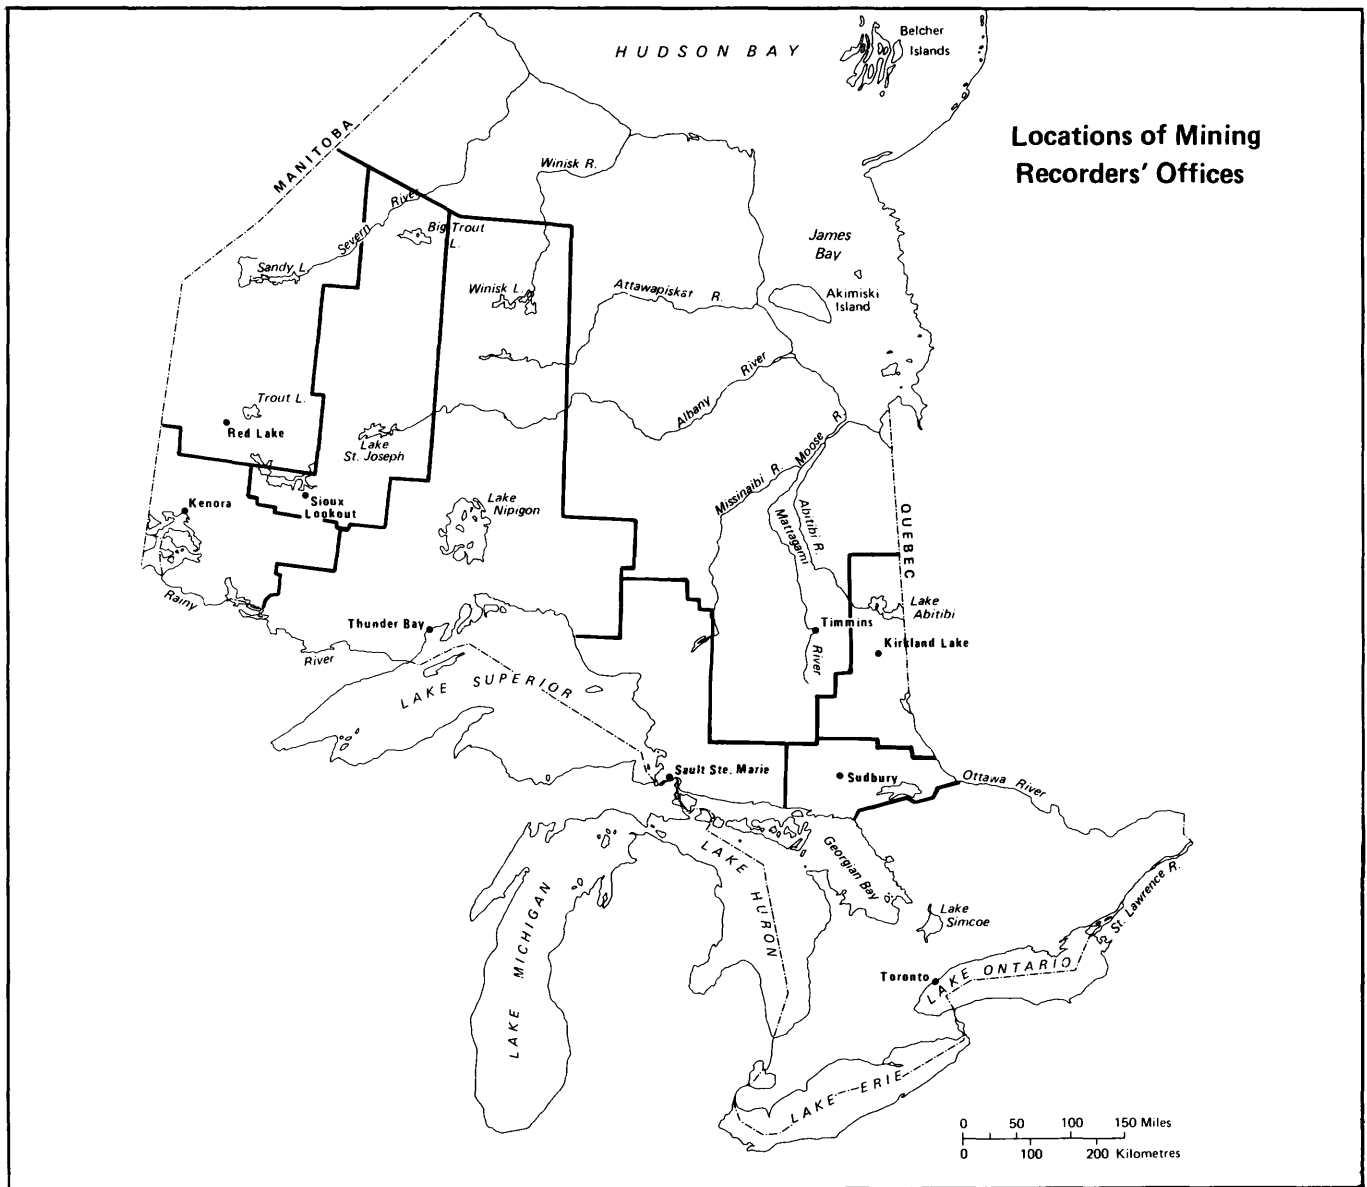 HUDSON BAY
Belcher
Islands
Locations of Mining
Recorders' Offices
MANITOBA
Winisk R.
Severn River
Big Trout
L.
James
Bay
Sandy L.
Winisk L.
Attawapiskat R.
Akimiski
Island
Albany River
Trout L.
Red Lake
Lake
St. Joseph
Moose R.
Missinaibi R.
Kenora
Sioux
Lookout
Lake
Nipigon
Abitibi R.
Mattagami
River
QUEBEC
Lake
Abitibi
Rainy
River
Thunder Bay
Timmins
Kirkland Lake
LAKE SUPERIOR
Sault Ste. Marie
Sudbury
Ottawa River
LAKE HURON
Georgian Bay
LAKE MICHIGAN
Lake
Simcoe
St. Lawrence R.
Toronto
LAKE ONTARIO
LAKE ERIE
0 50 100 150 Miles
0 100 200 Kilometres